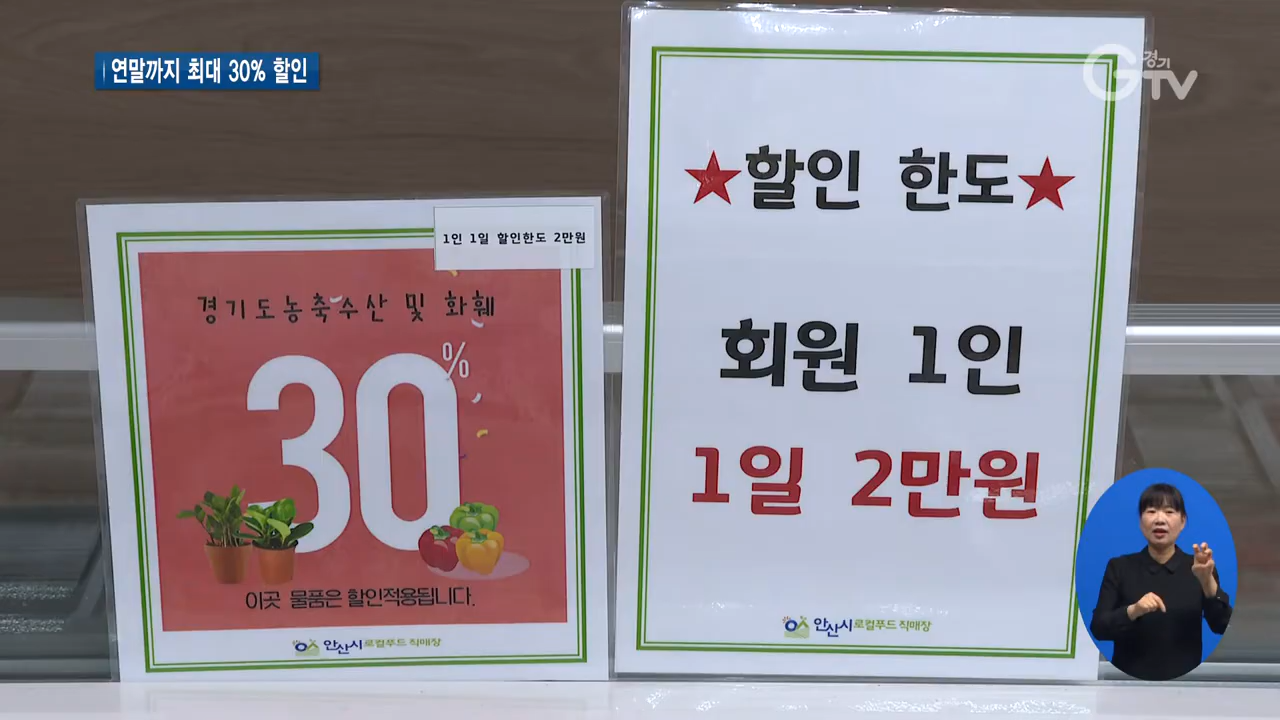 연말까지 최대 30% 할인
경기
GTV
1인 1일 할인한도 2만원
경기도농축수산 및 화훼
30%
이곳 물품은 할인적용됩니다.
안산시로컬푸드 직매장
★할인 한도★
회원 1인
1일 2만원
안산시로컬푸드 직매장